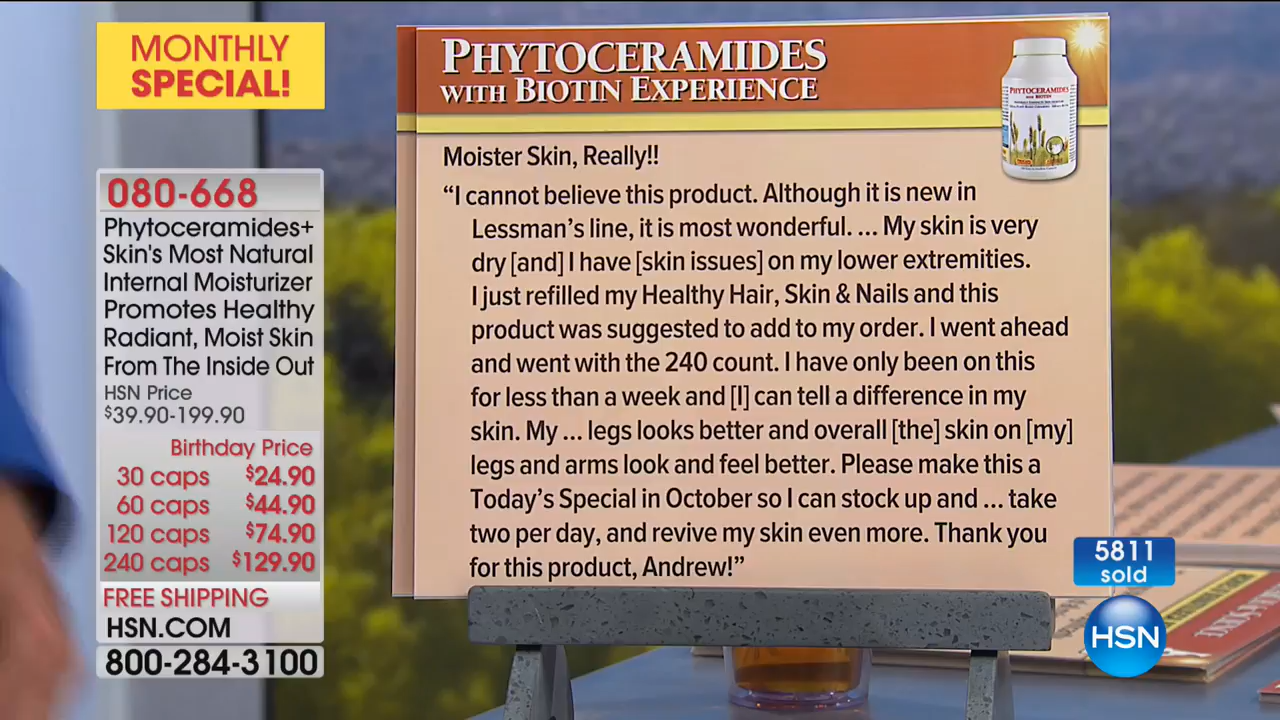 MONTHLY
SPECIAL!
080-668
Phytoceramides+
Skin's Most Natural
Internal Moisturizer
Promotes Healthy
Radiant, Moist Skin
From The Inside Out
HSN Price
$39.90-199.90
Birthday Price
30 caps $24.90
60 caps $44.90
120 caps $74.90
240 caps $129.90
FREE SHIPPING
HSN.COM
800-284-3100
PHYTOCERAMIDES
WITH BIOTIN EXPERIENCE
PHYTOCERAMIDES
WITH BIOTIN
Moister Skin, Really!!
“I cannot believe this product. Although it is new in
Lessman’s line, it is most wonderful. ... My skin is very
dry [and] I have [skin issues] on my lower extremities.
I just refilled my Healthy Hair, Skin & Nails and this
product was suggested to add to my order. I went ahead
and went with the 240 count. I have only been on this
for less than a week and [I] can tell a difference in my
skin. My ... legs looks better and overall [the] skin on [my]
legs and arms look and feel better. Please make this a
Today’s Special in October so I can stock up and ... take
two per day, and revive my skin even more. Thank you
for this product, Andrew!”
5811
sold
HSN